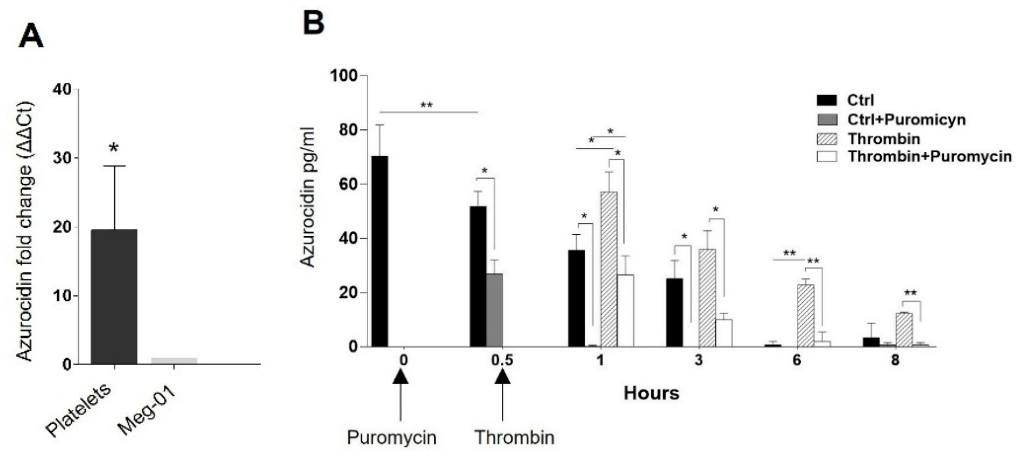 A
Azurocidin fold change (ΔΔCt)
40
30
20
10
0
*
Platelets
Meg-01
B
Azurocidin pg/ml
100
80
60
40
20
0
**
*
*
*
*
*
*
*
**
**
**
Ctrl
Ctrl+Puromicyn
Thrombin
Thrombin+Puromycin
0 0.5 1 3 6 8
Hours
Puromycin Thrombin